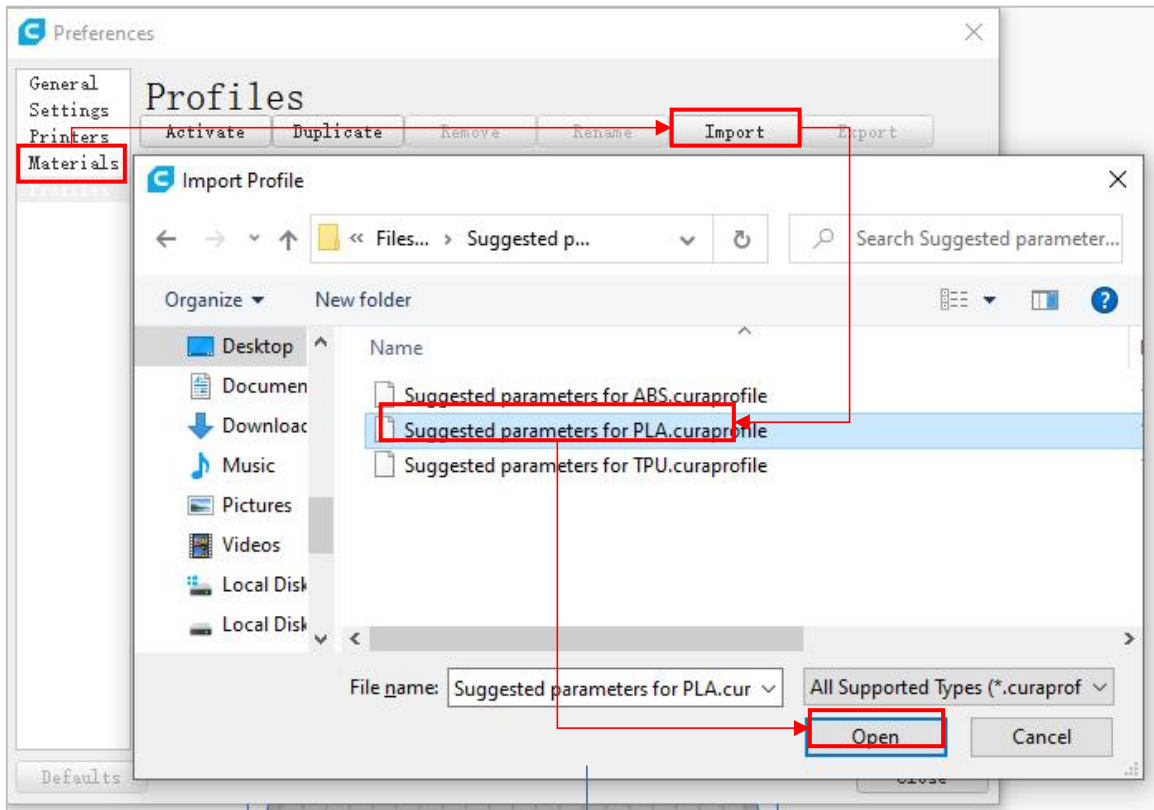 Preferences
General
Settings
Printers
Materials
Profiles
Activate Duplicate Remove Rename Import Export
Import Profile
« Files... › Suggested p...
Search Suggested parameter...
Organize New folder
Desktop
Documen
Downloac
Music
Pictures
Videos
Local Disk
Local Disk
Name
Suggested parameters for ABS.curaprofile
Suggested parameters for PLA.curaprofile
Suggested parameters for TPU.curaprofile
File name: Suggested parameters for PLA.cur
All Supported Types (*.curaprof
Open Cancel
Defaults Close